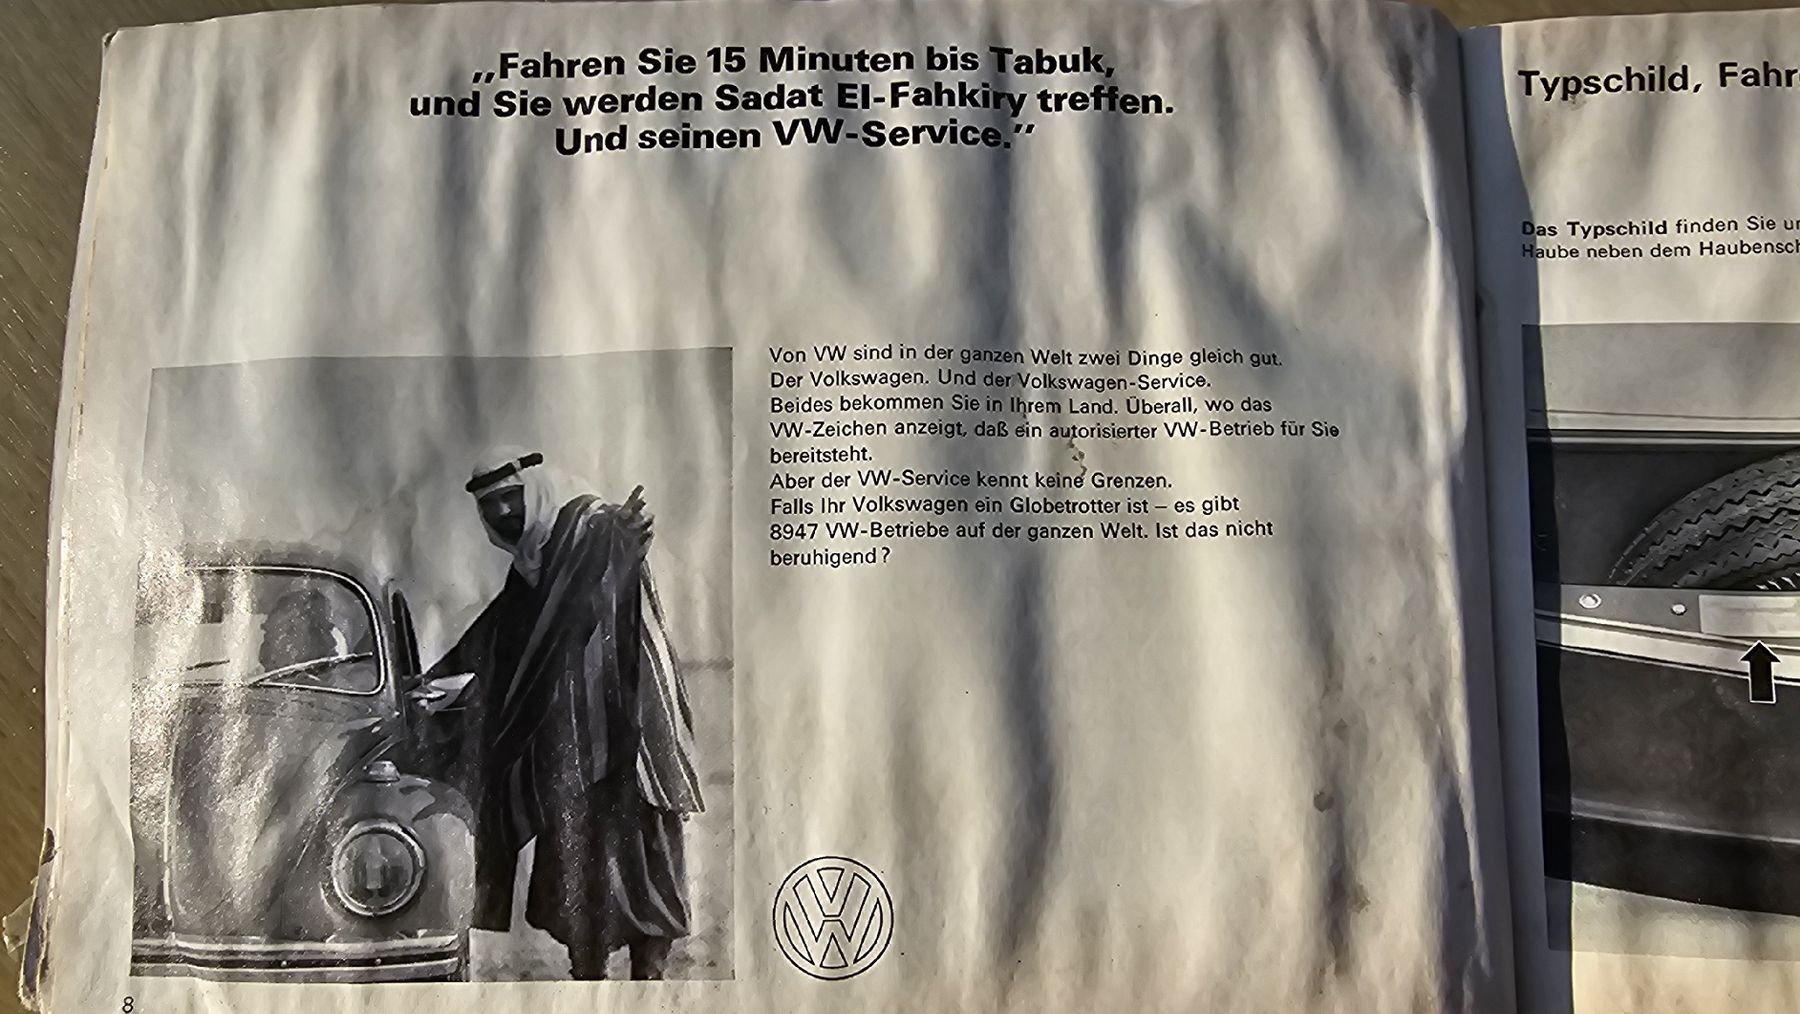 „Fahren Sie 15 Minuten bis Tabuk,
und Sie werden Sadat El-Fahkiry treffen.
Und seinen VW-Service.”
Von VW sind in der ganzen Welt zwei Dinge gleich gut.
Der Volkswagen. Und der Volkswagen-Service.
Beides bekommen Sie in Ihrem Land. Überall, wo das
VW-Zeichen anzeigt, daß ein autorisierter VW-Betrieb für Sie
bereitsteht.
Aber der VW-Service kennt keine Grenzen.
Falls Ihr Volkswagen ein Globetrotter ist – es gibt
8947 VW-Betriebe auf der ganzen Welt. Ist das nicht
beruhigend?
VW
8
Typschild,
Das Typschild finden Sie
Haube neben dem